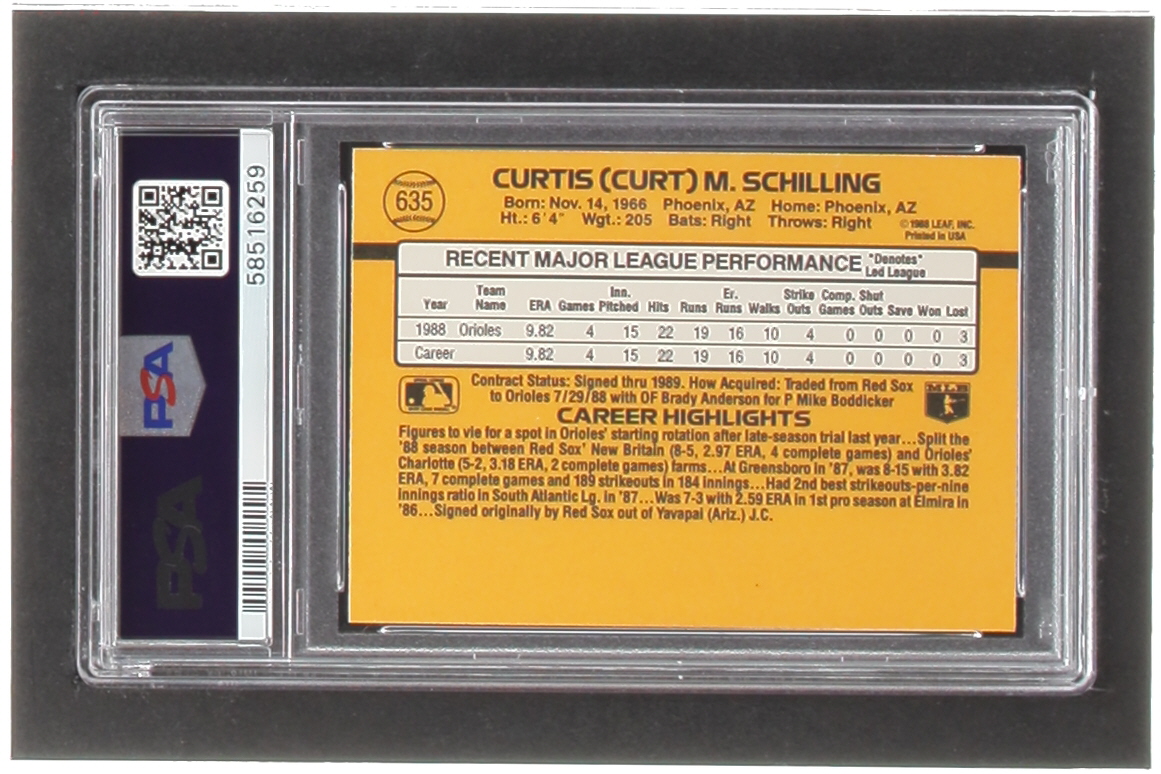 58516259
PSA
PSA
635
CURTIS (CURT) M. SCHILLING
Born: Nov. 14, 1966 Phoenix, AZ Home: Phoenix, AZ
Ht.: 6'4" Wgt.: 205 Bats: Right Throws: Right
© 1988 LEAF, INC.
Printed in USA
RECENT MAJOR LEAGUE PERFORMANCE "Denotes"
Led League
Year Team Name ERA Games Inn. Pitched Hits Runs Er. Runs Walks Strike Outs Comp. Games Shut Outs Save Won Lost
1988 Orioles 9.82 4 15 22 19 16 10 4 0 0 0 0 3
Career 9.82 4 15 22 19 16 10 4 0 0 0 0 3
Contract Status: Signed thru 1989. How Acquired: Traded from Red Sox
to Orioles 7/29/88 with OF Brady Anderson for P Mike Boddicker
MLB
CAREER HIGHLIGHTS
Figures to vie for a spot in Orioles' starting rotation after late-season trial last year...Split the
'88 season between Red Sox' New Britain (8-5, 2.97 ERA, 4 complete games) and Orioles'
Charlotte (5-2, 3.18 ERA, 2 complete games) farms...At Greensboro in '87, was 8-15 with 3.82
ERA, 7 complete games and 189 strikeouts in 184 innings...Had 2nd best strikeouts-per-nine
innings ratio in South Atlantic Lg. in '87...Was 7-3 with 2.59 ERA in 1st pro season at Elmira in
'86...Signed originally by Red Sox out of Yavapai (Ariz.) J.C.